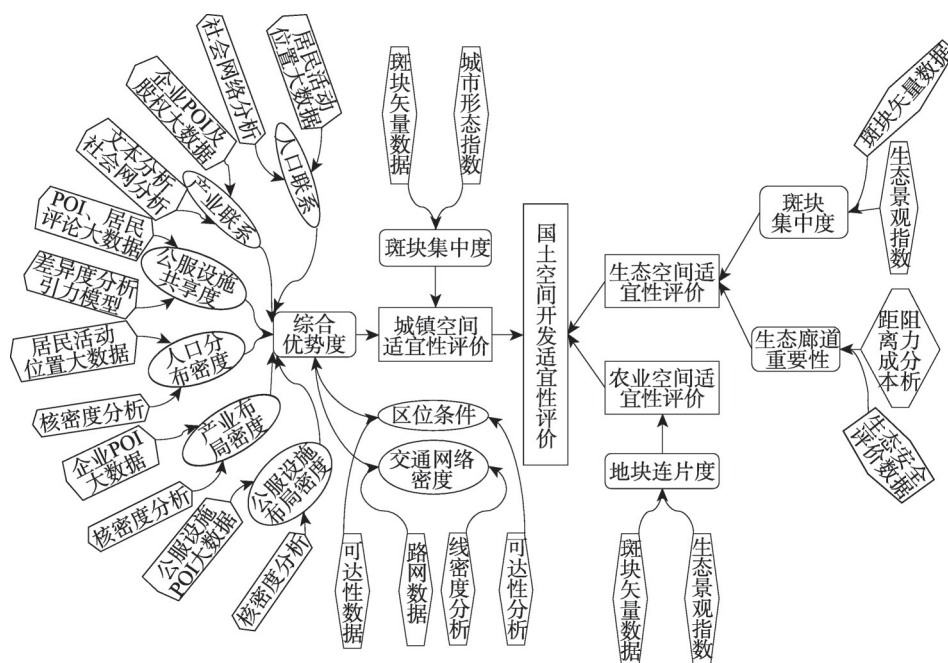 社会网络分析
居民活动
位置大数据
企业POI及
股权大数据
文本分析
社会网分析
产业联系
人口联系
POI、居民
评论大数据
差异度分析
引力模型
公服设施
共享度
居民活动
位置大数据
核密度分析
人口分
布密度
企业POI
大数据
核密度分析
产业布
局密度
公服设施
POI大数据
核密度分析
公服设施
布局密度
综合
优势度
斑块矢量数据
城市形态指数
斑块集中度
城镇空间
适宜性评价
区位条件
交通网络
密度
可达性数据
路网数据
线密度分析
可达性分析
国土空间开发适宜性评价
生态空间适
宜性评价
农业空间适
宜性评价
地块连片度
斑块矢量数据
生态景观指数
斑块
集中度
斑块矢量数据
生态景观指数
生态廊道
重要性
阻力分析
距离成本
生态安全
评价数据